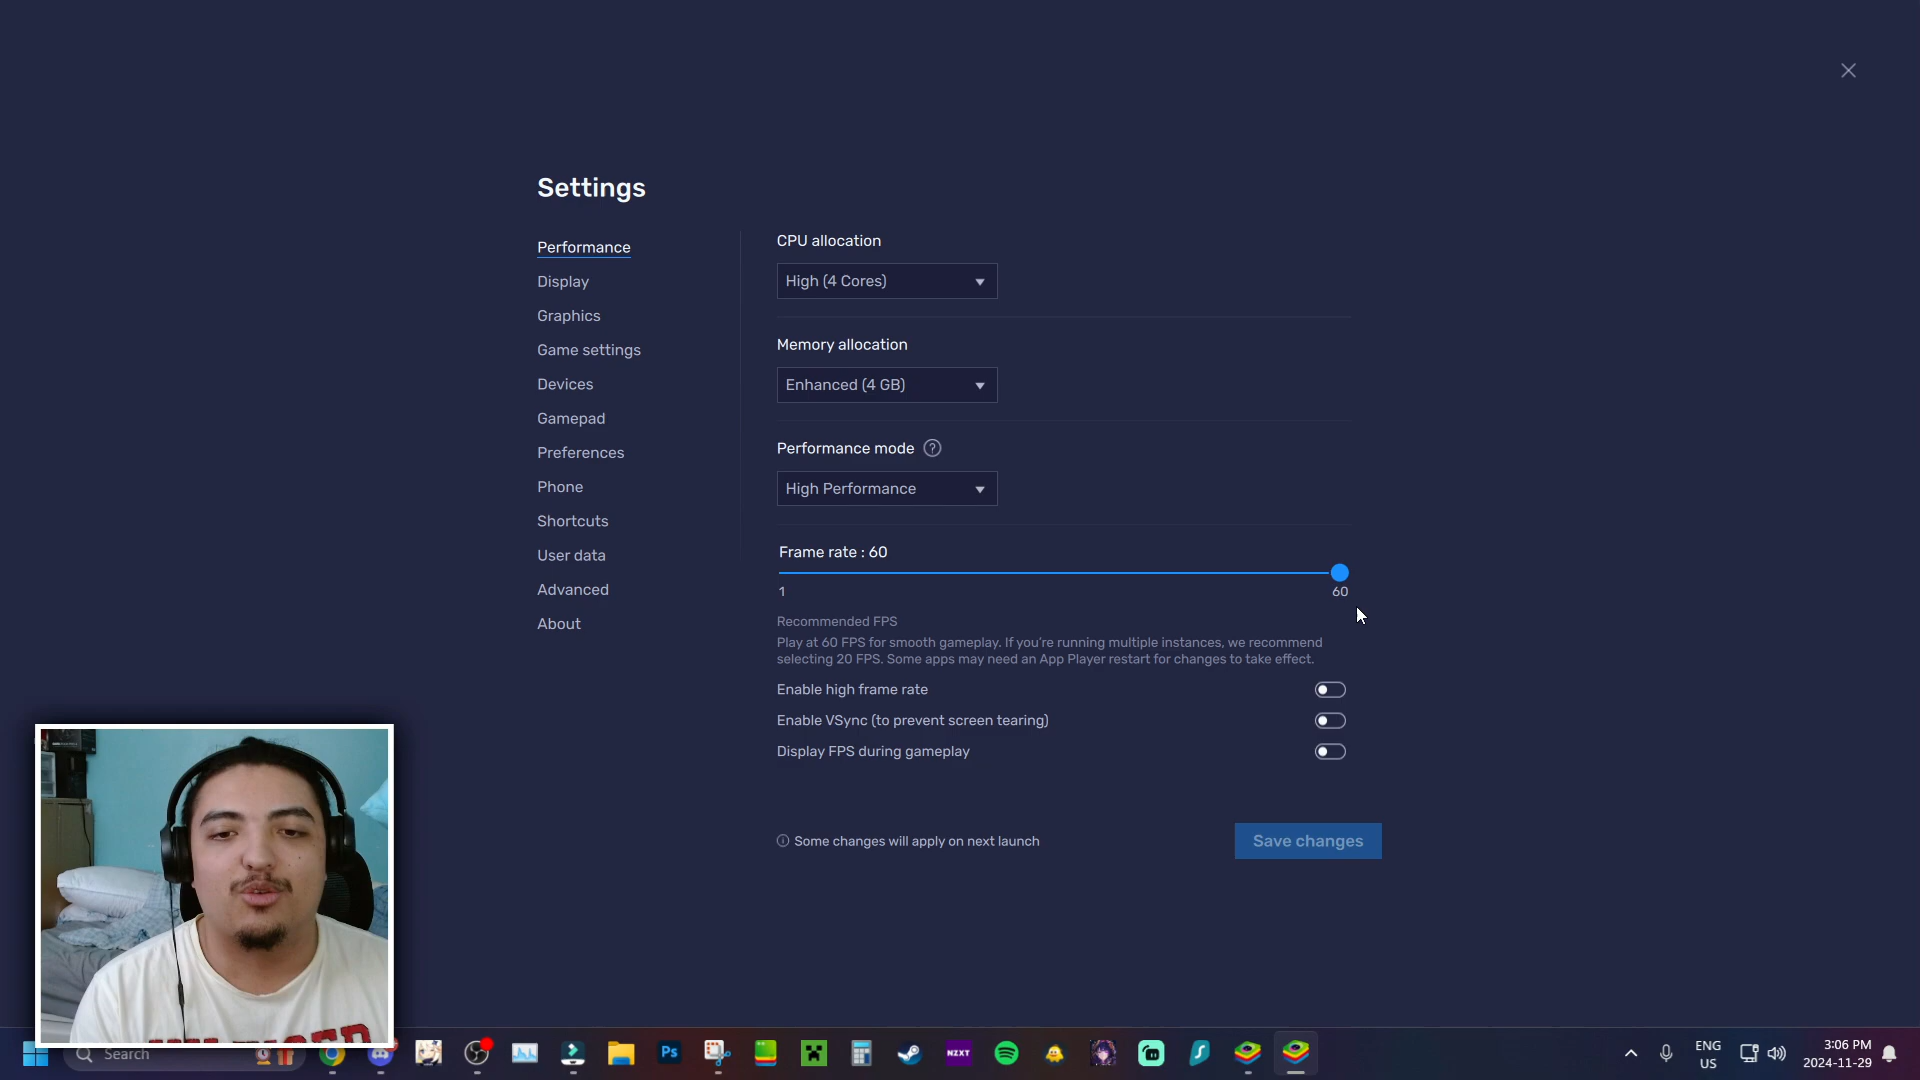 Settings
Performance
Display
Graphics
Game settings
Devices
Gamepad
Preferences
Phone
Shortcuts
User data
Advanced
About
CPU allocation
High (4 Cores)
Memory allocation
Enhanced (4 GB)
Performance mode ?
High Performance
Frame rate : 60
1 60
Recommended FPS
Play at 60 FPS for smooth gameplay. If you're running multiple instances, we recommend
selecting 20 FPS. Some apps may need an App Player restart for changes to take effect.
Enable high frame rate
Enable VSync (to prevent screen tearing)
Display FPS during gameplay
Some changes will apply on next launch
Save changes
Search
Ps
NZXT
ENG
US
3:06 PM
2024-11-29